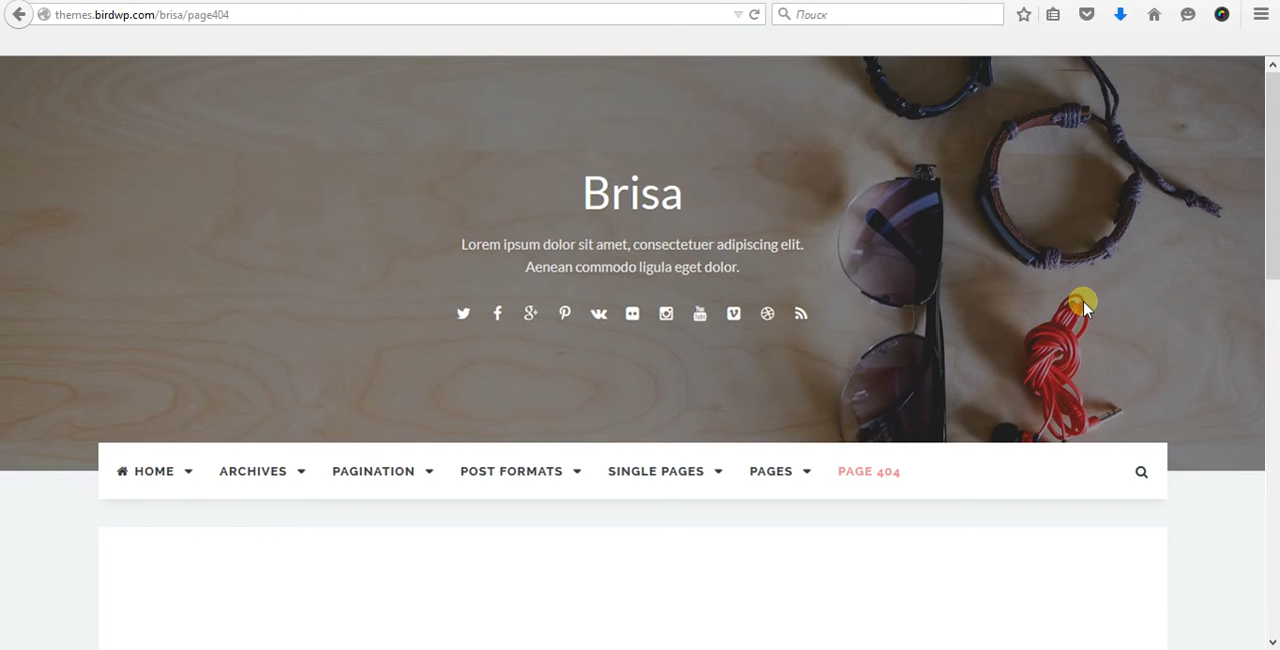 themes.birdwp.com/brisa/page404
Поиск
Brisa
Lorem ipsum dolor sit amet, consectetuer adipiscing elit.
Aenean commodo ligula eget dolor.
HOME ARCHIVES PAGINATION POST FORMATS SINGLE PAGES PAGES PAGE 404